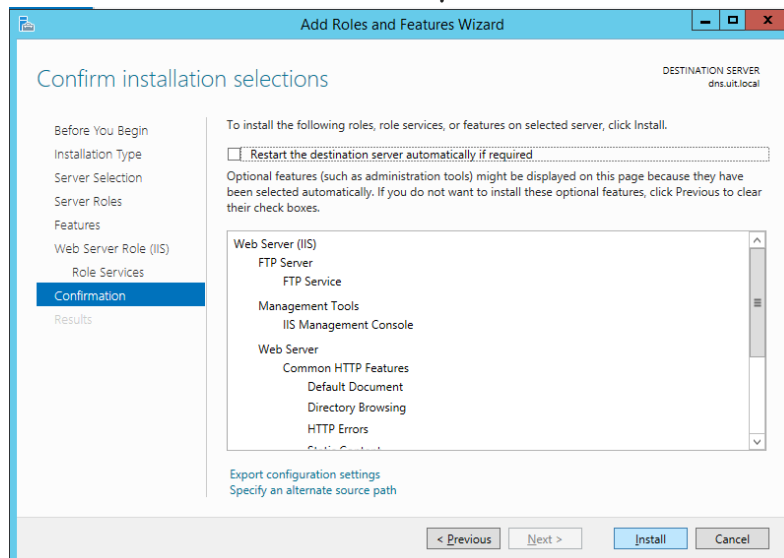 Add Roles and Features Wizard
Confirm installation selections
DESTINATION SERVER
dns.uit.local
Before You Begin
Installation Type
Server Selection
Server Roles
Features
Web Server Role (IIS)
Role Services
Confirmation
Results
To install the following roles, role services, or features on selected server, click Install.
Restart the destination server automatically if required
Optional features (such as administration tools) might be displayed on this page because they have
been selected automatically. If you do not want to install these optional features, click Previous to clear
their check boxes.
Web Server (IIS)
FTP Server
FTP Service
Management Tools
IIS Management Console
Web Server
Common HTTP Features
Default Document
Directory Browsing
HTTP Errors
Export configuration settings
Specify an alternate source path
< Previous
Next >
Install
Cancel